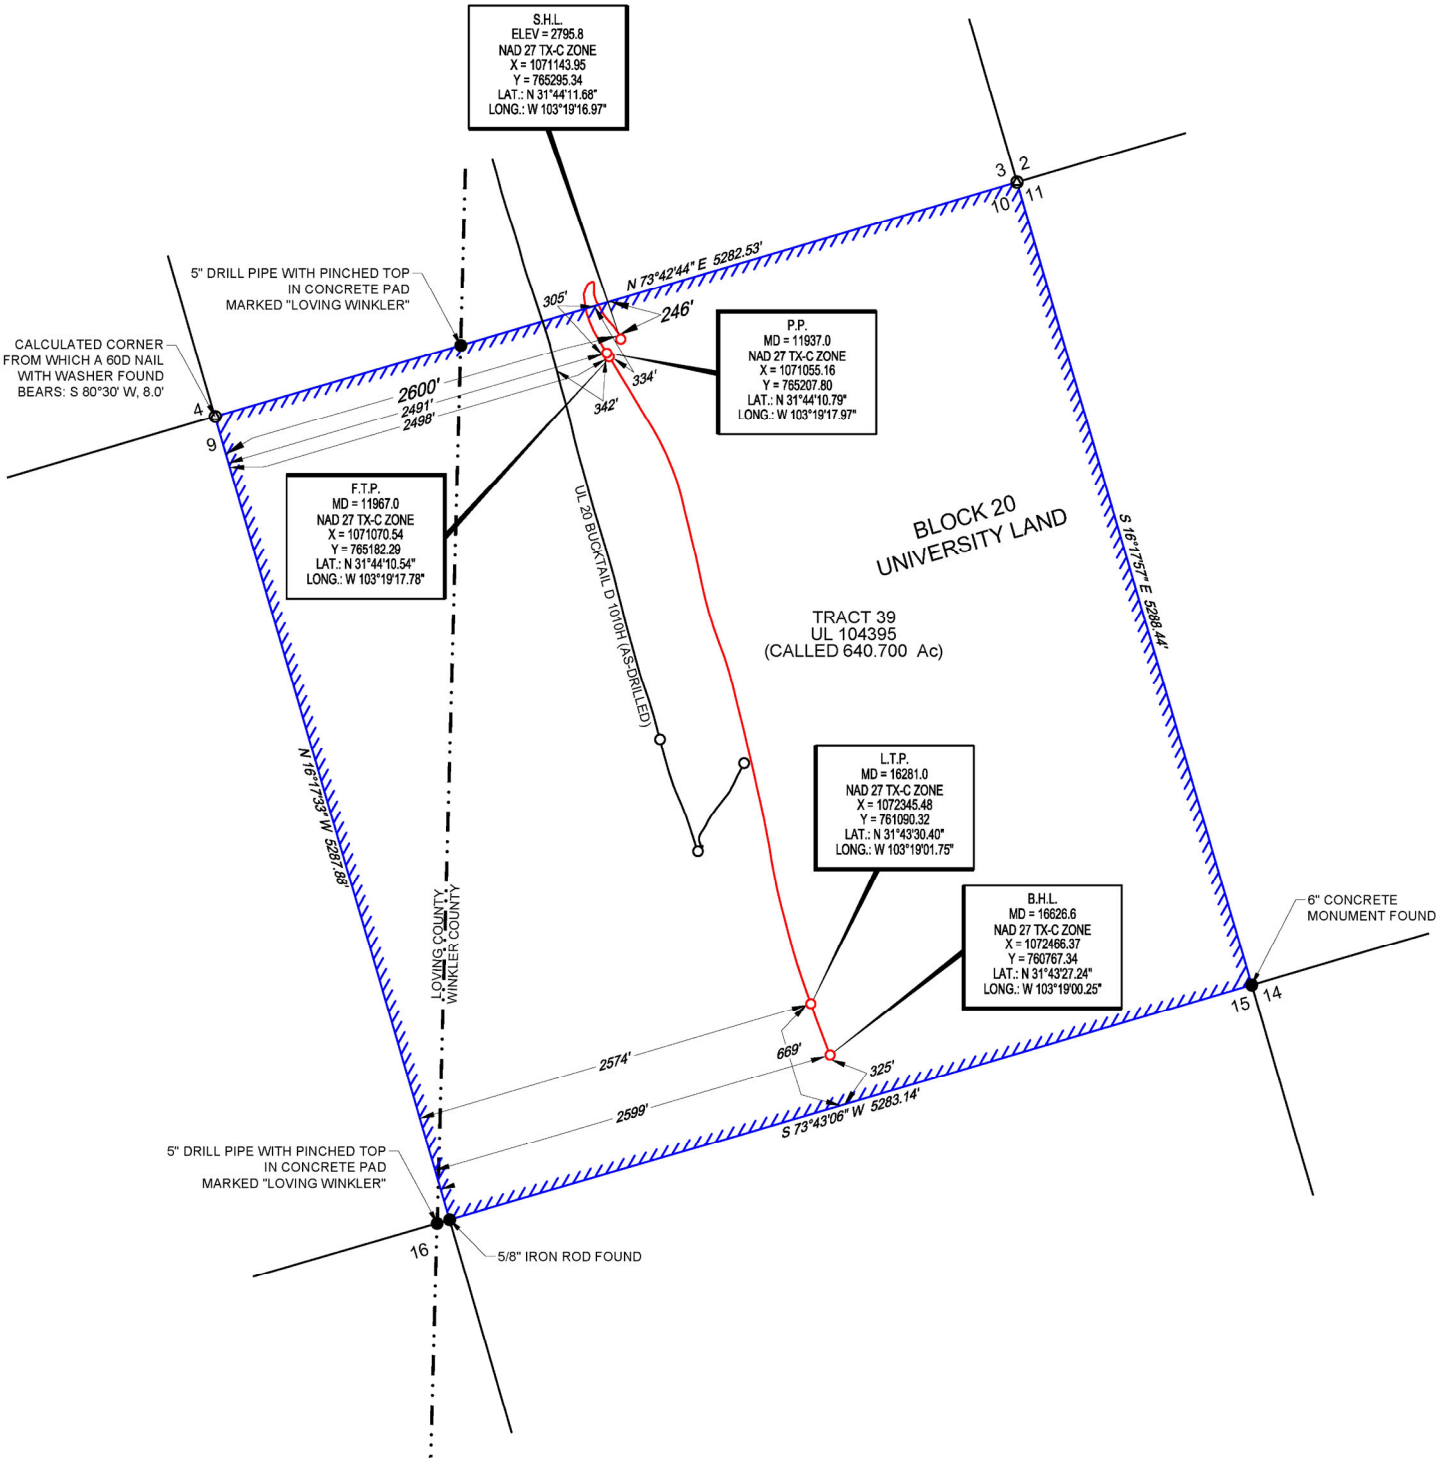 S.H.L.
ELEV = 2795.8
NAD 27 TX-C ZONE
X = 1071143.95
Y = 765295.34
LAT.: N 31°44'11.68"
LONG.: W 103°19'16.97"
3
2
10
11
N 73°42'44" E 5282.53'
5" DRILL PIPE WITH PINCHED TOP
IN CONCRETE PAD
MARKED "LOVING WINKLER"
305'
246'
P.P.
MD = 11937.0
NAD 27 TX-C ZONE
X = 1071055.16
Y = 765207.80
LAT.: N 31°44'10.79"
LONG.: W 103°19'17.97"
CALCULATED CORNER
FROM WHICH A 60D NAIL
WITH WASHER FOUND
BEARS: S 80°30' W, 8.0'
334'
342'
2600'
2491'
2498'
4
9
F.T.P.
MD = 11967.0
NAD 27 TX-C ZONE
X = 1071070.54
Y = 765182.29
LAT.: N 31°44'10.54"
LONG.: W 103°19'17.78"
UL 20 BUCKTAIL D 1010H (AS-DRILLED)
BLOCK 20
UNIVERSITY LAND
S 16°17'57" E 5288.44'
TRACT 39
UL 104395
(CALLED 640.700 Ac)
N 16°17'33" W 5287.88'
L.T.P.
MD = 16281.0
NAD 27 TX-C ZONE
X = 1072345.48
Y = 761090.32
LAT.: N 31°43'30.40"
LONG.: W 103°19'01.75"
LOVING COUNTY
WINKLER COUNTY
B.H.L.
MD = 16626.6
NAD 27 TX-C ZONE
X = 1072466.37
Y = 760767.34
LAT.: N 31°43'27.24"
LONG.: W 103°19'00.25"
6" CONCRETE
MONUMENT FOUND
15
14
2574'
669'
325'
2599'
S 73°43'06" W 5283.14'
5" DRILL PIPE WITH PINCHED TOP
IN CONCRETE PAD
MARKED "LOVING WINKLER"
16
5/8" IRON ROD FOUND